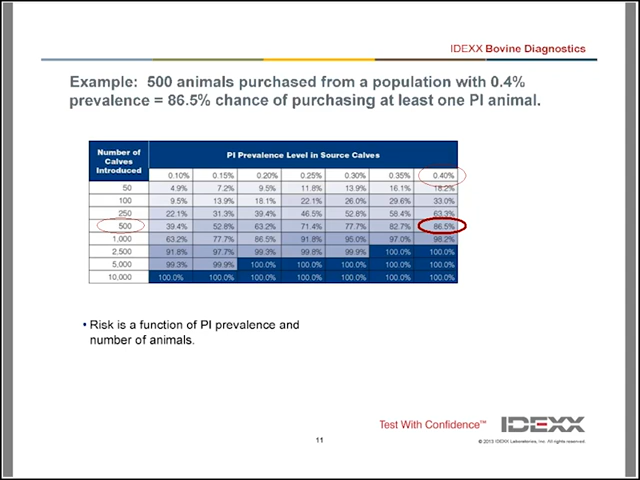 IDEXX Bovine Diagnostics
Example: 500 animals purchased from a population with 0.4%
prevalence = 86.5% chance of purchasing at least one PI animal.
Number of Calves Introduced PI Prevalence Level in Source Calves
0.10% 0.15% 0.20% 0.25% 0.30% 0.35% 0.40%
50 4.9% 7.2% 9.5% 11.8% 13.9% 16.1% 18.2%
100 9.5% 13.9% 18.1% 22.1% 26.0% 29.6% 33.0%
250 22.1% 31.3% 39.4% 46.5% 52.8% 58.4% 63.3%
500 39.4% 52.8% 63.2% 71.4% 77.7% 82.7% 86.5%
1,000 63.2% 77.7% 86.5% 91.8% 95.0% 97.0% 98.2%
2,500 91.8% 97.7% 99.3% 99.8% 99.9% 100.0% 100.0%
5,000 99.3% 99.9% 100.0% 100.0% 100.0% 100.0% 100.0%
10,000 100.0% 100.0% 100.0% 100.0% 100.0% 100.0% 100.0%
• Risk is a function of PI prevalence and
number of animals.
Test With Confidence™ IDEXX
11
© 2013 IDEXX Laboratories, Inc. All rights reserved.